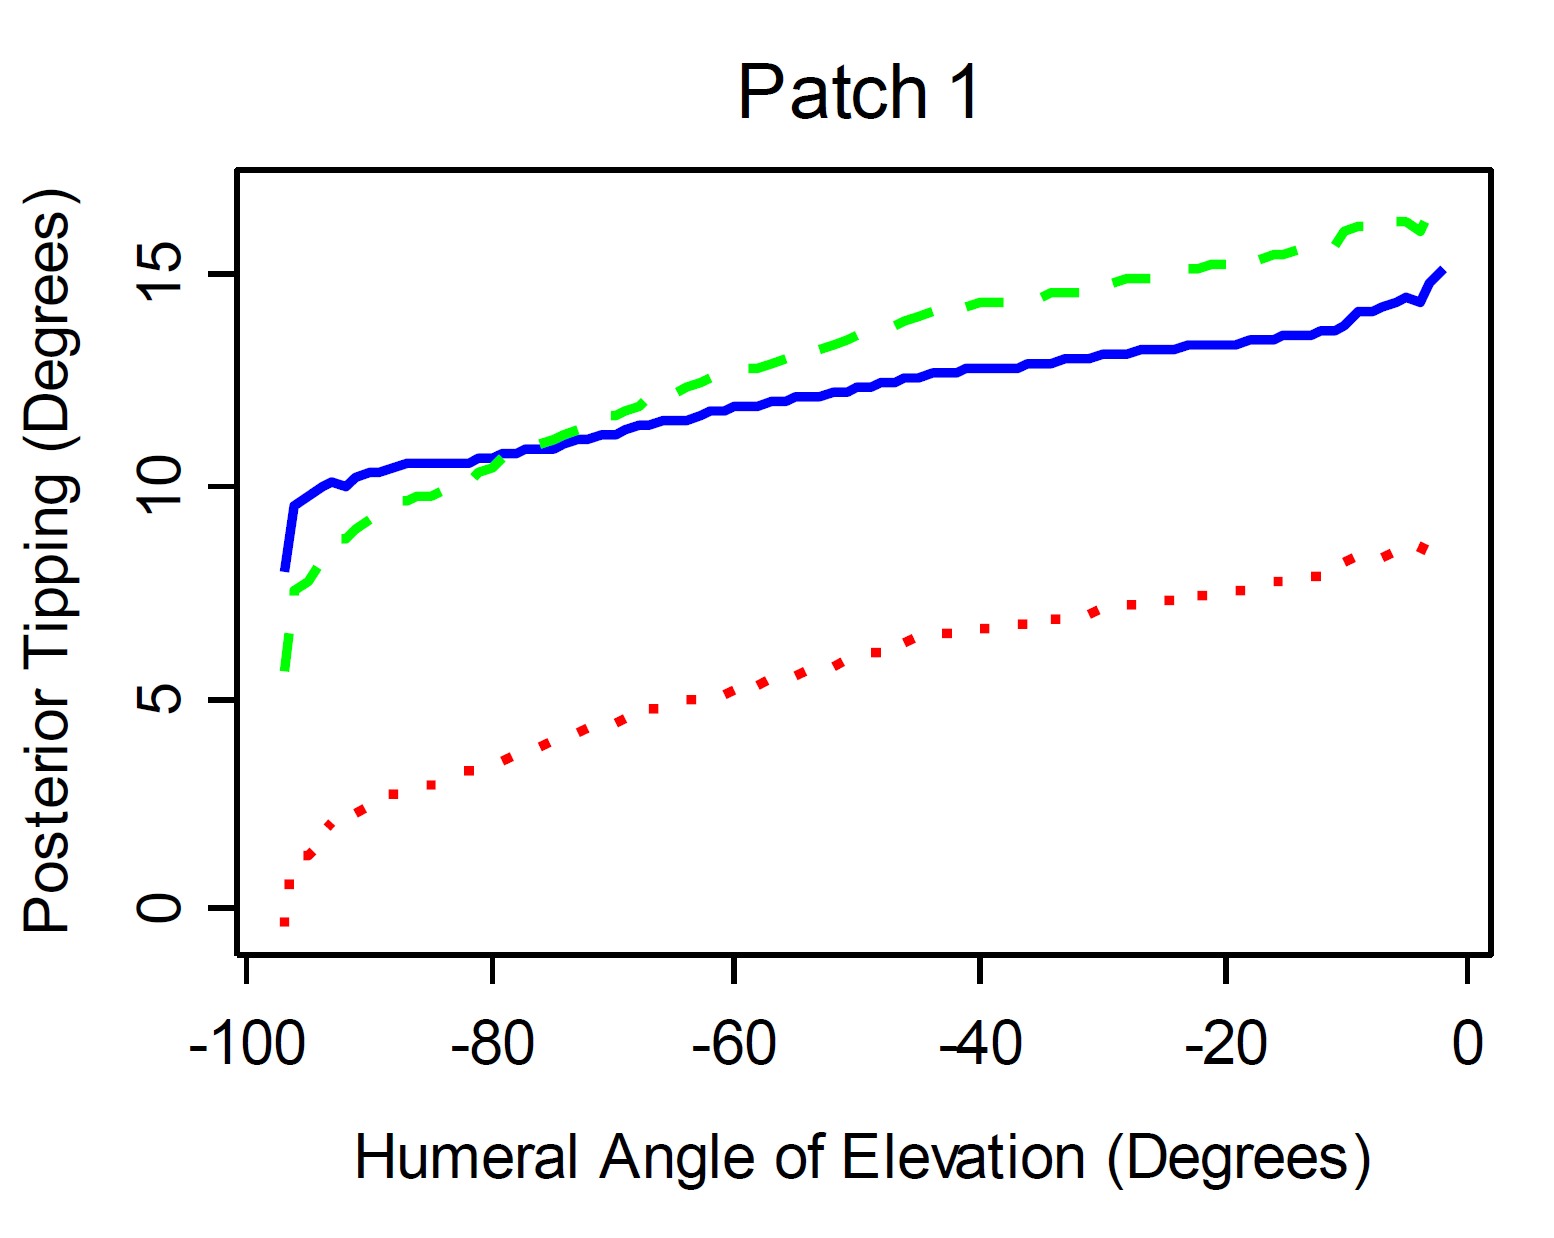 Patch 1
Posterior Tipping (Degrees)
15
10
5
0
-100 -80 -60 -40 -20 0
Humeral Angle of Elevation (Degrees)